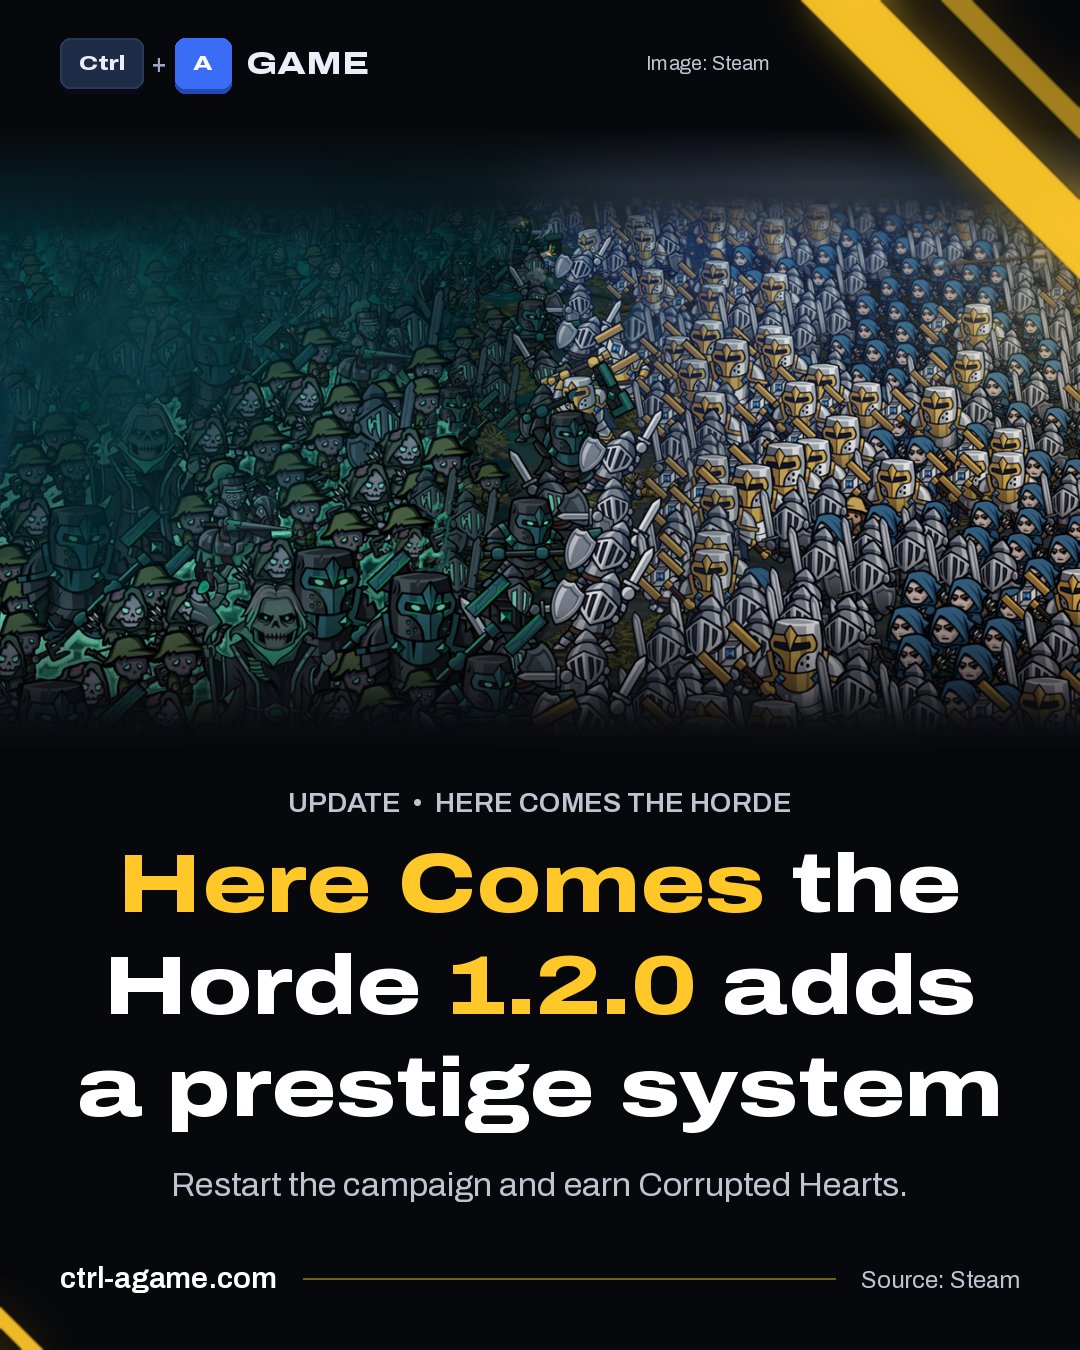 Ctrl + A GAME
Image: Steam
UPDATE • HERE COMES THE HORDE
Here Comes the
Horde 1.2.0 adds
a prestige system
Restart the campaign and earn Corrupted Hearts.
ctrl-agame.com
Source: Steam